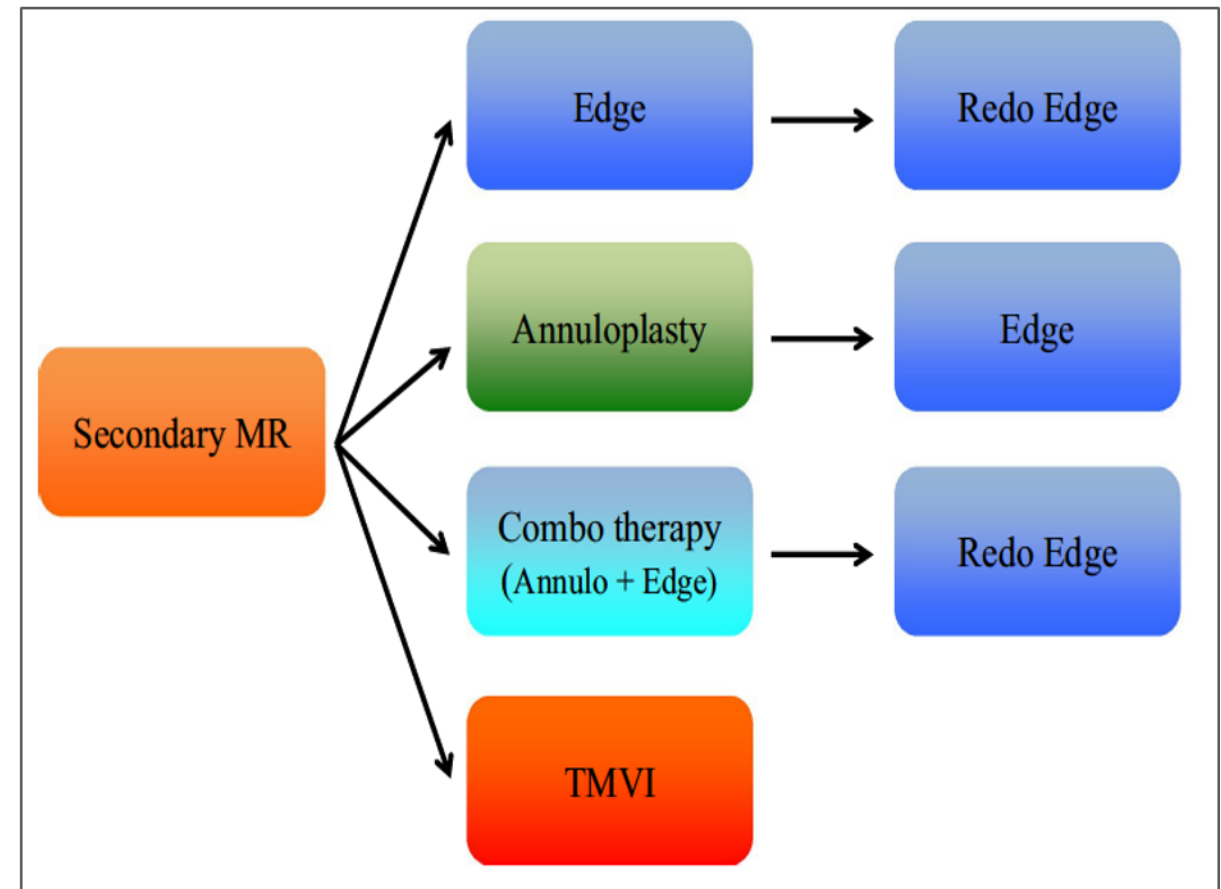 Edge
Redo Edge
Annuloplasty
Edge
Secondary MR
Combo therapy
(Annulo + Edge)
Redo Edge
TMVI